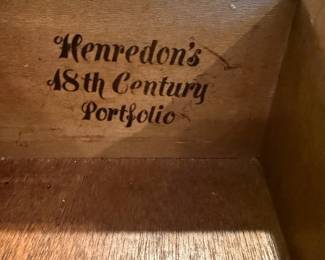 Henredon's
18th Century
Portfolio